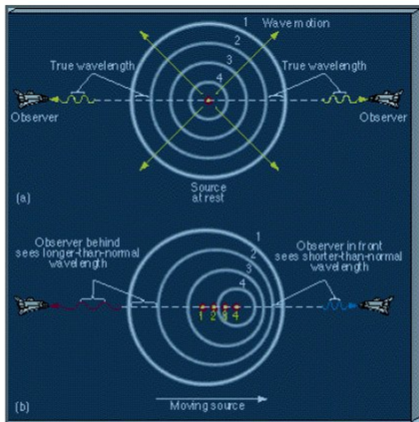 1
Wave motion
2
3
4
True wavelength
True wavelength
Observer
Observer
Source
at rest
(a)
1
2
3
4
Observer behind
sees longer-than-normal
wavelength
Observer in front
sees shorter-than-normal
wavelength
1 2 3 4
Moving source
(b)